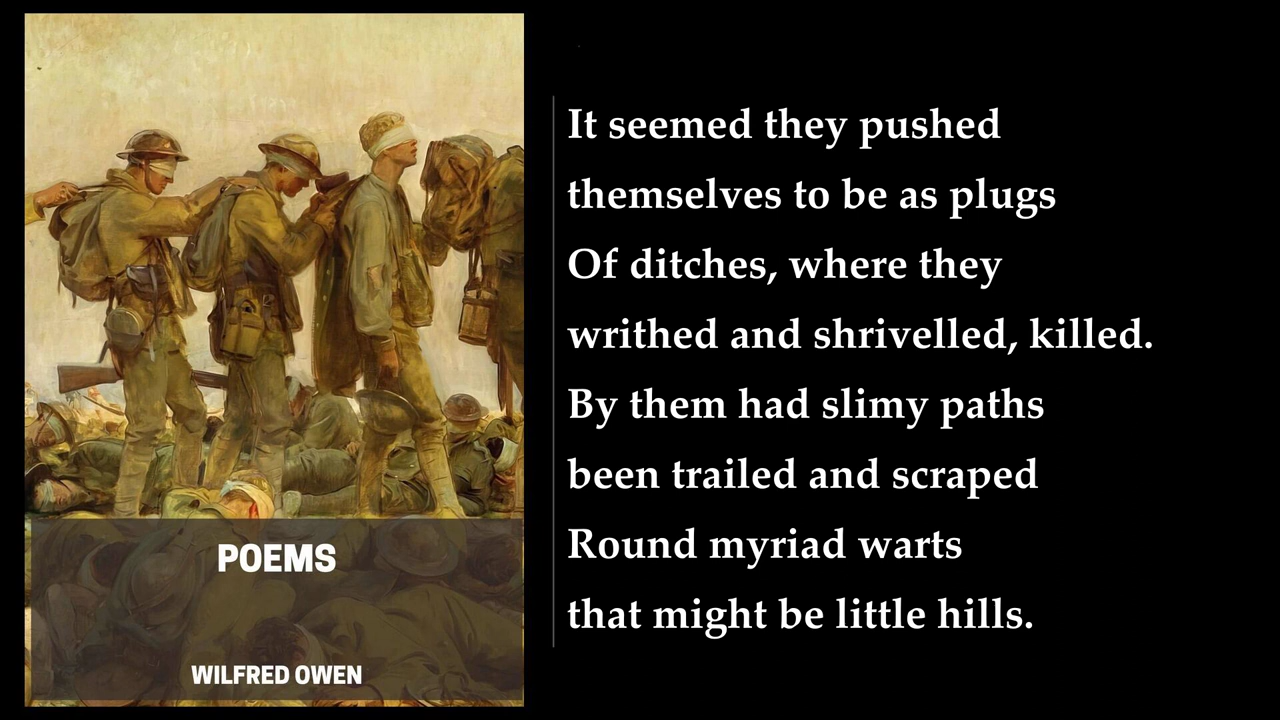 POEMS
WILFRED OWEN
It seemed they pushed
themselves to be as plugs
Of ditches, where they
writhed and shrivelled, killed.
By them had slimy paths
been trailed and scraped
Round myriad warts
that might be little hills.